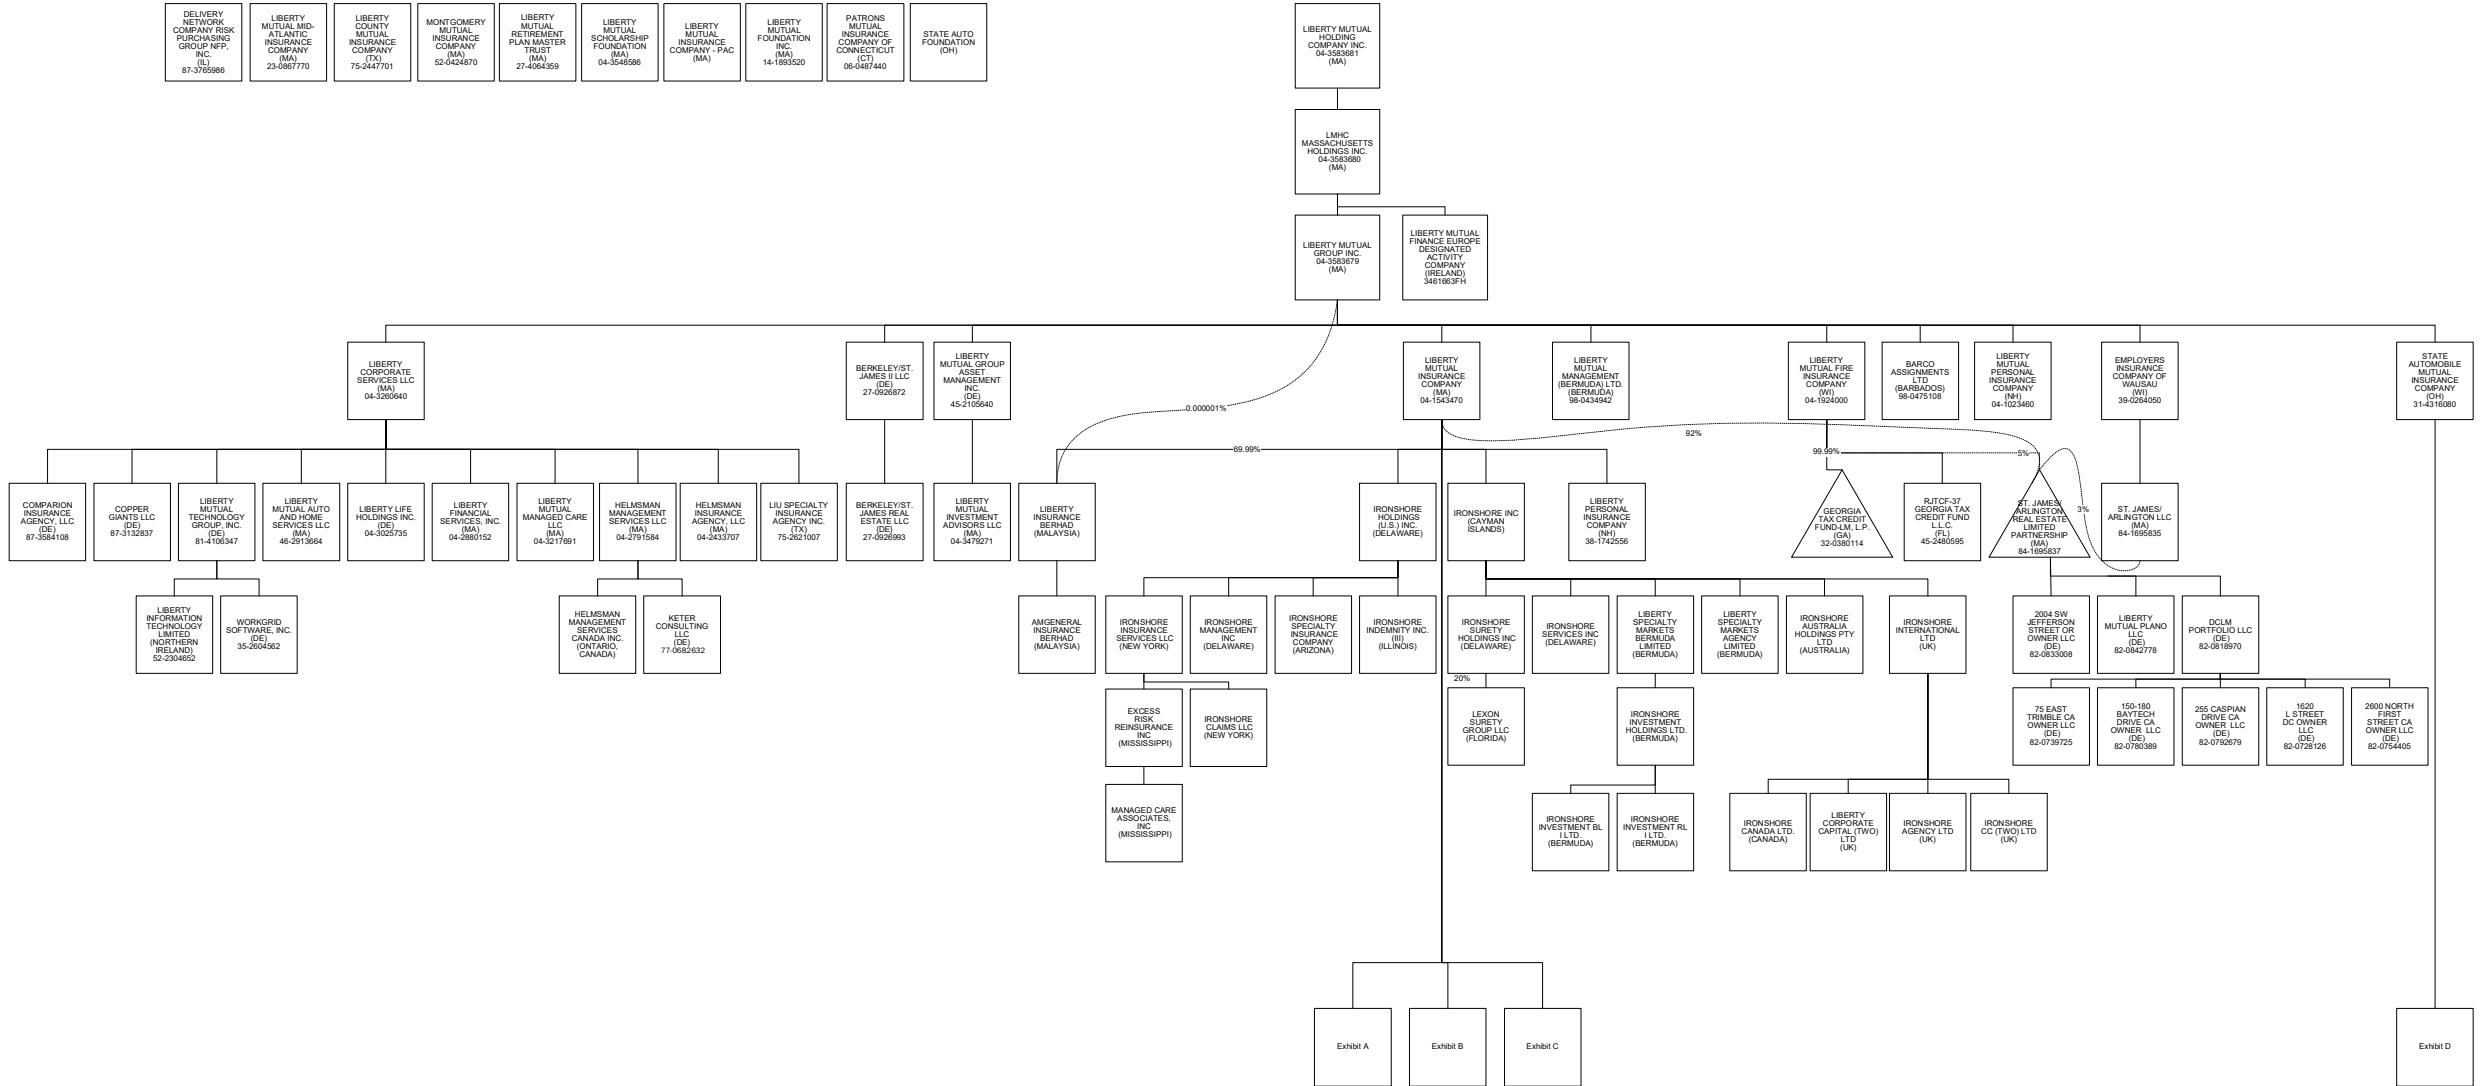 DELIVERY
NETWORK
COMPANY RISK
PURCHASING
GROUP NFP,
INC.
(IL)
87-3765986
LIBERTY
MUTUAL MID-
ATLANTIC
INSURANCE
COMPANY
(MA)
23-0867770
LIBERTY
COUNTY
MUTUAL
INSURANCE
COMPANY
(TX)
75-2447701
MONTGOMERY
MUTUAL
INSURANCE
COMPANY
(MA)
52-0424870
LIBERTY
MUTUAL
RETIREMENT
PLAN MASTER
TRUST
(MA)
27-4064359
LIBERTY
MUTUAL
SCHOLARSHIP
FOUNDATION
(MA)
04-3548586
LIBERTY
MUTUAL
INSURANCE
COMPANY - PAC
(MA)
LIBERTY
MUTUAL
FOUNDATION
INC.
(MA)
14-1893520
PATRONS
MUTUAL
INSURANCE
COMPANY OF
CONNECTICUT
(CT)
06-0487440
STATE AUTO
FOUNDATION
(OH)
LIBERTY MUTUAL
HOLDING
COMPANY INC.
04-3583681
(MA)
LMHC
MASSACHUSETTS
HOLDINGS INC.
04-3583680
(MA)
LIBERTY MUTUAL
GROUP INC.
04-3583679
(MA)
LIBERTY MUTUAL
FINANCE EUROPE
DESIGNATED
ACTIVITY
COMPANY
(IRELAND)
3461663FH
LIBERTY
CORPORATE
SERVICES LLC
(MA)
04-3260640
BERKELEY/ST.
JAMES II LLC
(DE)
27-0926872
LIBERTY
MUTUAL GROUP
ASSET
MANAGEMENT
INC.
(DE)
45-2105640
LIBERTY
MUTUAL
INSURANCE
COMPANY
(MA)
04-1543470
LIBERTY
MUTUAL
MANAGEMENT
(BERMUDA) LTD.
(BERMUDA)
98-0434942
LIBERTY
MUTUAL FIRE
INSURANCE
COMPANY
(WI)
04-1924000
BARCO
ASSIGNMENTS
LTD
(BARBADOS)
98-0475108
LIBERTY
MUTUAL
PERSONAL
INSURANCE
COMPANY
(NH)
04-1023460
EMPLOYERS
INSURANCE
COMPANY OF
WAUSAU
(WI)
39-0264050
STATE
AUTOMOBILE
MUTUAL
INSURANCE
COMPANY
(OH)
31-4316080
0.000001%
92%
69.99%
99.99%
5%
3%
COMPARION
INSURANCE
AGENCY, LLC
(DE)
87-3584108
COPPER
GIANTS LLC
(DE)
87-3132837
LIBERTY
MUTUAL
TECHNOLOGY
GROUP, INC.
(DE)
81-4106347
LIBERTY
MUTUAL AUTO
AND HOME
SERVICES LLC
(MA)
46-2913664
LIBERTY LIFE
HOLDINGS INC.
(DE)
04-3025735
LIBERTY
FINANCIAL
SERVICES, INC.
(MA)
04-2880152
LIBERTY
MUTUAL
MANAGED CARE
LLC
(MA)
04-3217691
HELMSMAN
MANAGEMENT
SERVICES LLC
(MA)
04-2791584
HELMSMAN
INSURANCE
AGENCY, LLC
(MA)
04-2433707
LIU SPECIALTY
INSURANCE
AGENCY INC.
(TX)
75-2621007
BERKELEY/ST.
JAMES REAL
ESTATE LLC
(DE)
27-0926993
LIBERTY
MUTUAL
INVESTMENT
ADVISORS LLC
(MA)
04-3479271
LIBERTY
INSURANCE
BERHAD
(MALAYSIA)
IRONSHORE
HOLDINGS
(U.S.) INC.
(DELAWARE)
IRONSHORE INC
(CAYMAN
ISLANDS)
LIBERTY
PERSONAL
INSURANCE
COMPANY
(NH)
38-1742556
GEORGIA
TAX CREDIT
FUND-LM, L.P.
(GA)
32-0380114
RJTCF-37
GEORGIA TAX
CREDIT FUND
L.L.C.
(FL)
45-2480595
ST. JAMES/
ARLINGTON
REAL ESTATE
LIMITED
PARTNERSHIP
(MA)
84-1695837
ST. JAMES/
ARLINGTON LLC
(MA)
84-1695835
LIBERTY
INFORMATION
TECHNOLOGY
LIMITED
(NORTHERN
IRELAND)
52-2304652
WORKGRID
SOFTWARE, INC.
(DE)
35-2604562
HELMSMAN
MANAGEMENT
SERVICES
CANADA INC.
(ONTARIO,
CANADA)
KETER
CONSULTING
LLC
(DE)
77-0682632
AMGENERAL
INSURANCE
BERHAD
(MALAYSIA)
IRONSHORE
INSURANCE
SERVICES LLC
(NEW YORK)
IRONSHORE
MANAGEMENT
INC
(DELAWARE)
IRONSHORE
SPECIALTY
INSURANCE
COMPANY
(ARIZONA)
IRONSHORE
INDEMNITY INC.
(III)
(ILLINOIS)
IRONSHORE
SURETY
HOLDINGS INC
(DELAWARE)
IRONSHORE
SERVICES INC
(DELAWARE)
LIBERTY
SPECIALTY
MARKETS
BERMUDA
LIMITED
(BERMUDA)
LIBERTY
SPECIALTY
MARKETS
AGENCY
LIMITED
(BERMUDA)
IRONSHORE
AUSTRALIA
HOLDINGS PTY
LTD
(AUSTRALIA)
IRONSHORE
INTERNATIONAL
LTD
(UK)
2004 SW
JEFFERSON
STREET OR
OWNER LLC
(DE)
82-0833008
LIBERTY
MUTUAL PLANO
LLC
(DE)
82-0842778
DCLM
PORTFOLIO LLC
(DE)
82-0818970
20%
EXCESS
RISK
REINSURANCE
INC
(MISSISSIPPI)
IRONSHORE
CLAIMS LLC
(NEW YORK)
LEXON
SURETY
GROUP LLC
(FLORIDA)
IRONSHORE
INVESTMENT
HOLDINGS LTD.
(BERMUDA)
75 EAST
TRIMBLE CA
OWNER LLC
(DE)
82-0739725
150-180
BAYTECH
DRIVE CA
OWNER LLC
(DE)
82-0780389
255 CASPIAN
DRIVE CA
OWNER LLC
(DE)
82-0792679
1620
L STREET
DC OWNER
LLC
(DE)
82-0728126
2600 NORTH
FIRST
STREET CA
OWNER LLC
(DE)
82-0754405
MANAGED CARE
ASSOCIATES,
INC
(MISSISSIPPI)
IRONSHORE
INVESTMENT BL
I LTD.
(BERMUDA)
IRONSHORE
INVESTMENT RL
I LTD.
(BERMUDA)
IRONSHORE
CANADA LTD.
(CANADA)
LIBERTY
CORPORATE
CAPITAL (TWO)
LTD
(UK)
IRONSHORE
AGENCY LTD
(UK)
IRONSHORE
CC (TWO) LTD
(UK)
Exhibit A
Exhibit B
Exhibit C
Exhibit D